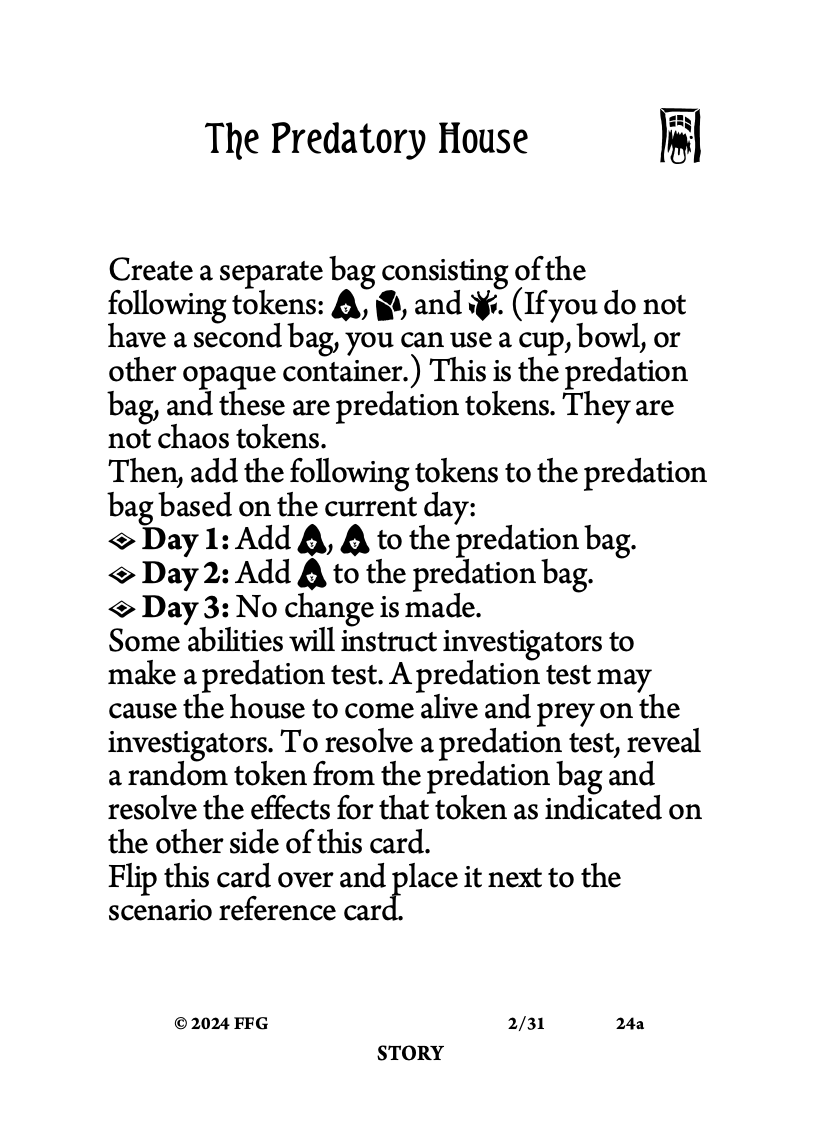 The Predatory House
Create a separate bag consisting of the
following tokens: , , and . (If you do not
have a second bag, you can use a cup, bowl, or
other opaque container.) This is the predation
bag, and these are predation tokens. They are
not chaos tokens.
Then, add the following tokens to the predation
bag based on the current day:
Day 1: Add , to the predation bag.
Day 2: Add to the predation bag.
Day 3: No change is made.
Some abilities will instruct investigators to
make a predation test. A predation test may
cause the house to come alive and prey on the
investigators. To resolve a predation test, reveal
a random token from the predation bag and
resolve the effects for that token as indicated on
the other side of this card.
Flip this card over and place it next to the
scenario reference card.
© 2024 FFG 2/31 24a
STORY